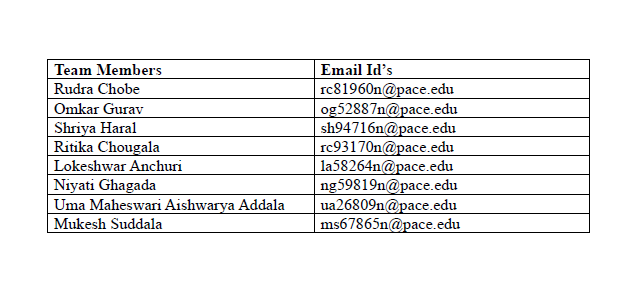 Team Members Email Id’s
Rudra Chobe rc81960n@pace.edu
Omkar Gurav og52887n@pace.edu
Shriya Haral sh94716n@pace.edu
Ritika Chougala rc93170n@pace.edu
Lokeshwar Anchuri la58264n@pace.edu
Niyati Ghagada ng59819n@pace.edu
Uma Maheswari Aishwarya Addala ua26809n@pace.edu
Mukesh Suddala ms67865n@pace.edu